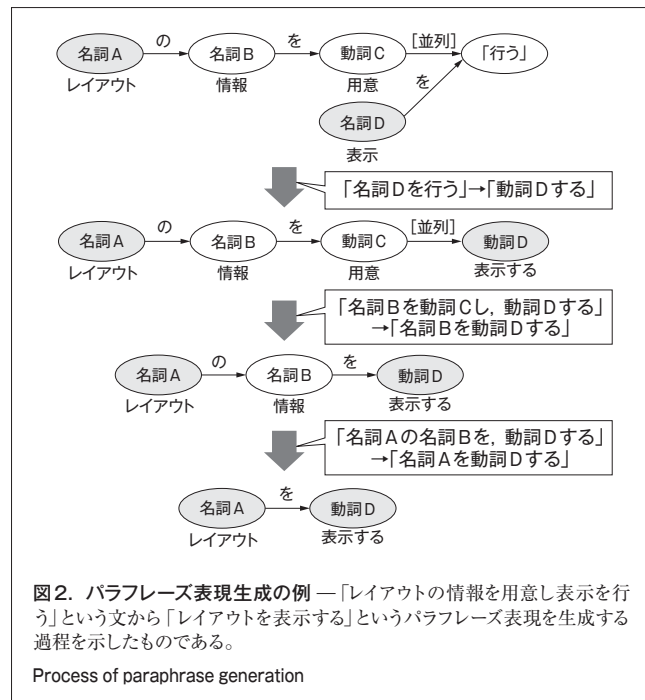 の を [並列]
名詞A 名詞B 動詞C 「行う」
レイアウト 情報 用意 を
名詞D
表示
「名詞Dを行う」→「動詞Dする」
の を [並列]
名詞A 名詞B 動詞C 動詞D
レイアウト 情報 用意 表示する
「名詞Bを動詞Cし，動詞Dする」
→「名詞Bを動詞Dする」
の を
名詞A 名詞B 動詞D
レイアウト 情報 表示する
「名詞Aの名詞Bを，動詞Dする」
→「名詞Aを動詞Dする」
を
名詞A 動詞D
レイアウト 表示する
図2．パラフレーズ表現生成の例 ―「レイアウトの情報を用意し表示を行
う」という文から「レイアウトを表示する」というパラフレーズ表現を生成する
過程を示したものである。
Process of paraphrase generation